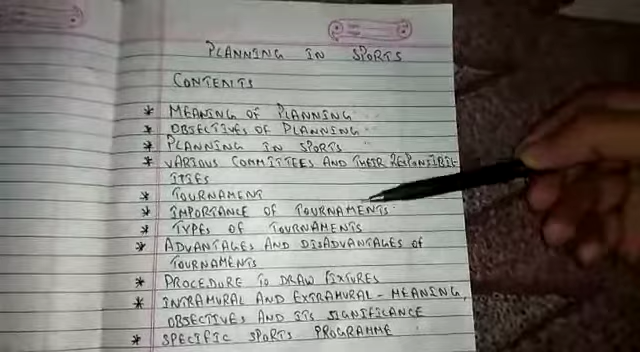 PLANNING IN SPORTS
CONTENTS
* MEANING OF PLANNING
* OBJECTIVES OF PLANNING
* PLANNING IN SPORTS
* VARIOUS COMMITTEES AND THEIR RESPONSIBIL
ITIES
* TOURNAMENT
* IMPORTANCE OF TOURNAMENTS
* TYPES OF TOURNAMENTS
* ADVANTAGES AND DISADVANTAGES OF
TOURNAMENTS
* PROCEDURE TO DRAW FIXTURES
* INTRAMURAL AND EXTRAMURAL - MEANING,
OBJECTIVES AND ITS SIGNIFICANCE
* SPECIFIC SPORTS PROGRAMME